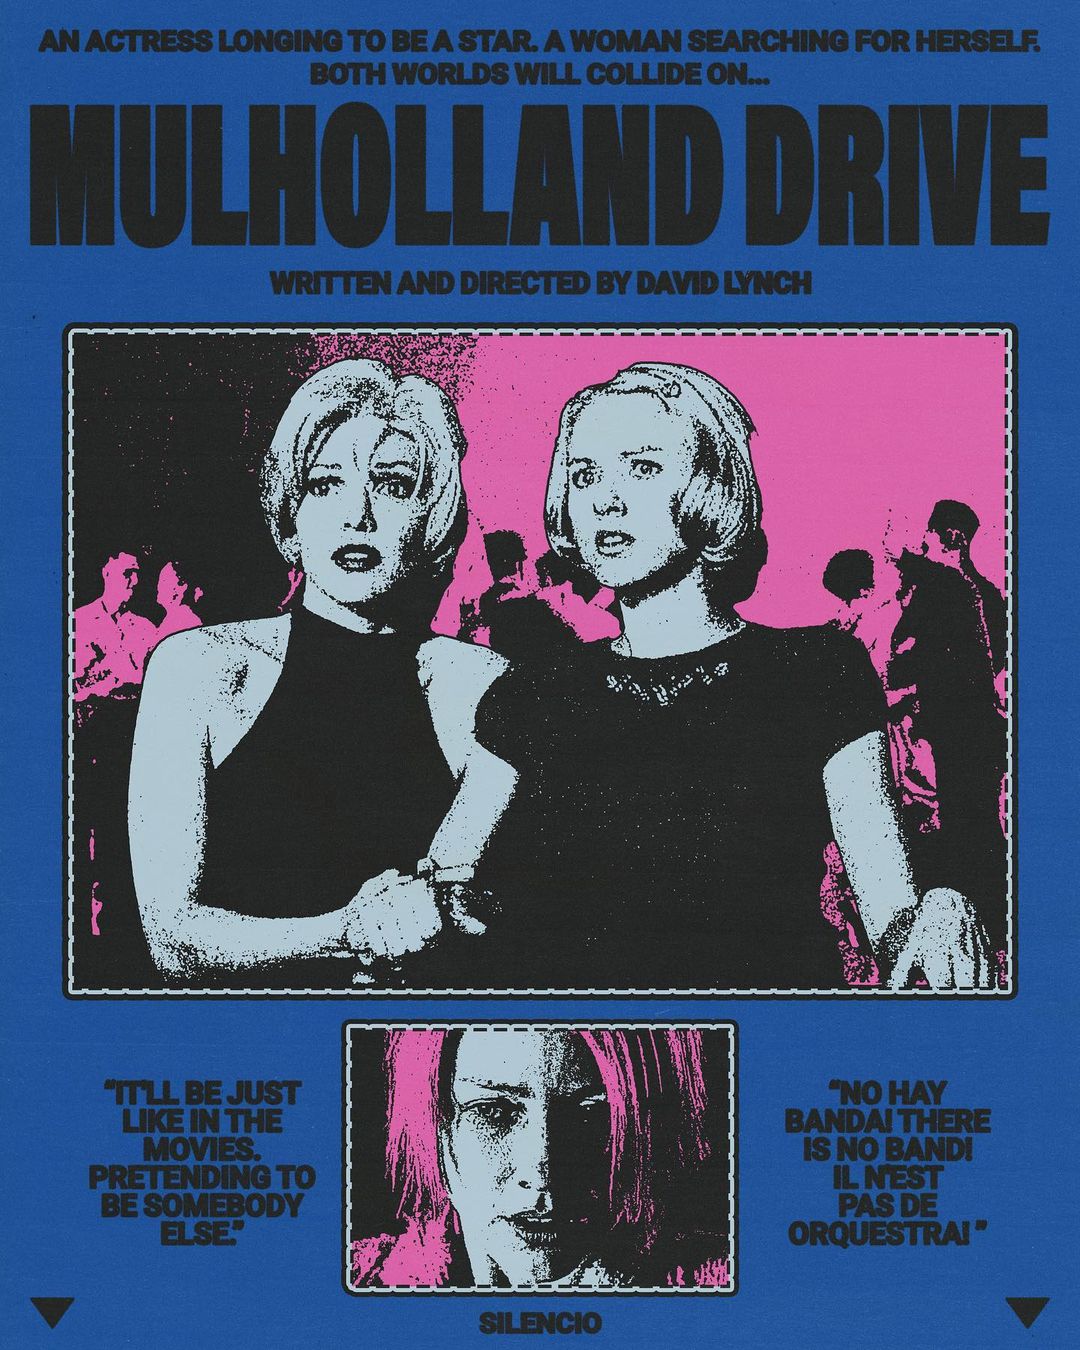 AN ACTRESS LONGING TO BE A STAR. A WOMAN SEARCHING FOR HERSELF.
BOTH WORLDS WILL COLLIDE ON...
MULHOLLAND DRIVE
WRITTEN AND DIRECTED BY DAVID LYNCH
“IT'LL BE JUST
LIKE IN THE
MOVIES.
PRETENDING TO
BE SOMEBODY
ELSE.”
“NO HAY
BANDA! THERE
IS NO BAND!
IL N'EST
PAS DE
ORQUESTRA! ”
SILENCIO